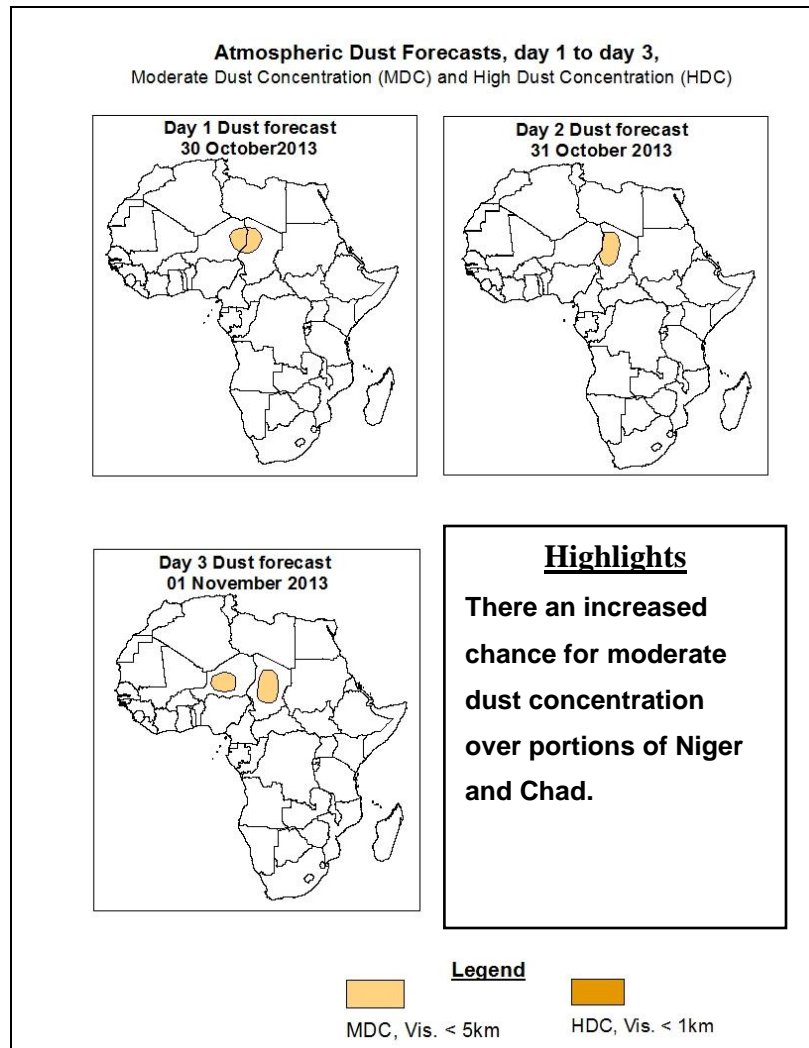 Atmospheric Dust Forecasts, day 1 to day 3,
Moderate Dust Concentration (MDC) and High Dust Concentration (HDC)
Day 1 Dust forecast
30 October2013
Day 2 Dust forecast
31 October 2013
Day 3 Dust forecast
01 November 2013
Highlights
There an increased
chance for moderate
dust concentration
over portions of Niger
and Chad.
Legend
MDC, Vis. < 5km
HDC, Vis. < 1km